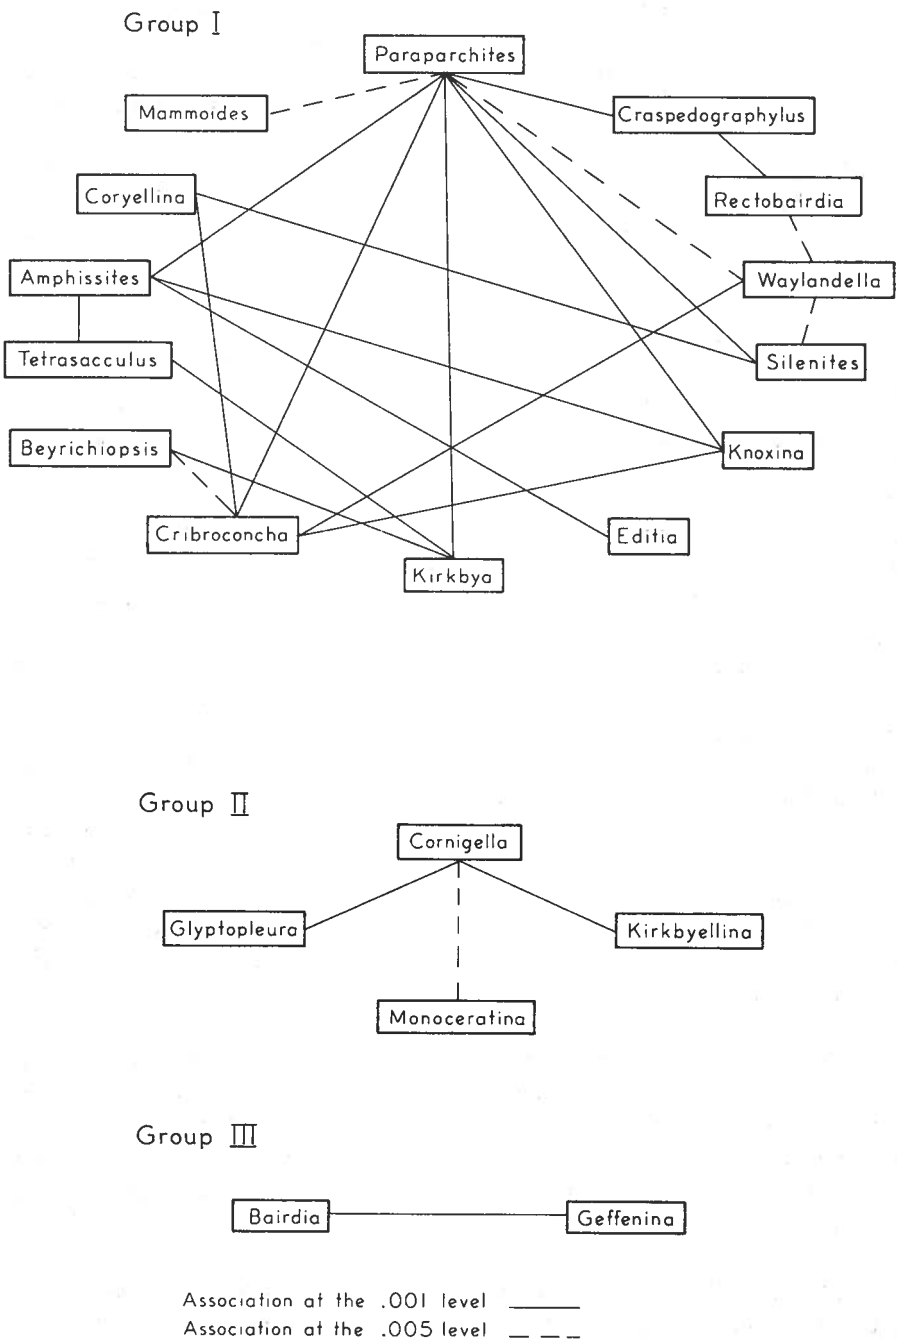 Group I
Paraparchites
Mammoides
Craspedographylus
Coryellina
Rectobairdia
Amphissites
Waylandella
Tetrasacculus
Silenites
Beyrichiopsis
Knoxina
Cribroconcha
Editia
Kirkbya
Group II
Cornigella
Glyptopleura
Kirkbyellina
Monoceratina
Group III
Bairdia
Geffenina
Association at the .001 level
Association at the .005 level